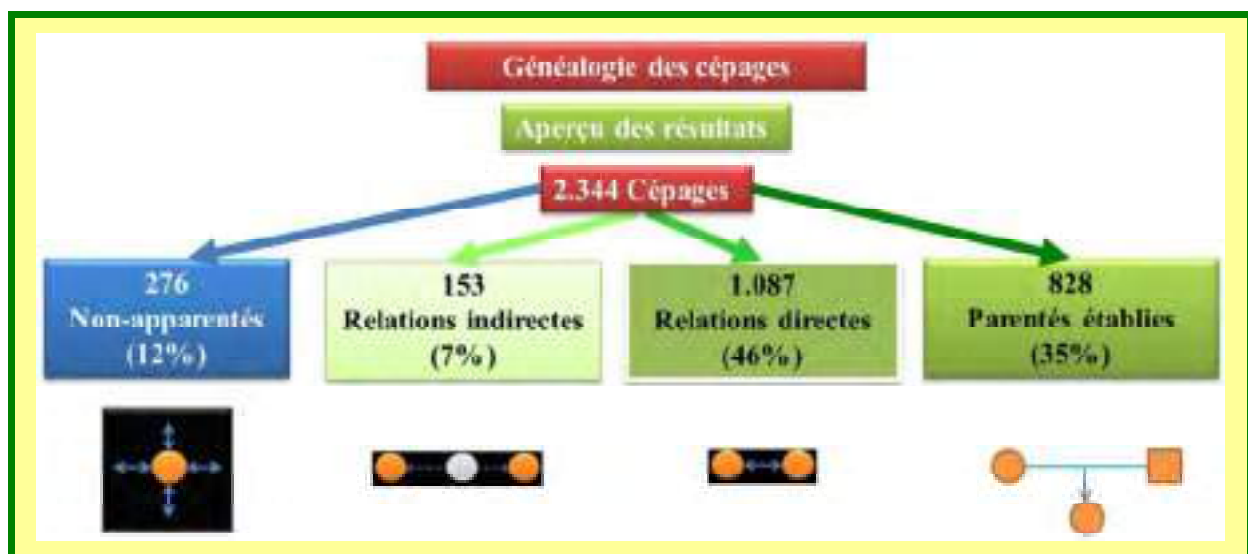 Généalogie des cépages
Aperçu des résultats
2.344 Cépages
276
Non-apparentés
(12%)
153
Relations indirectes
(7%)
1.087
Relations directes
(46%)
828
Parentés établies
(35%)